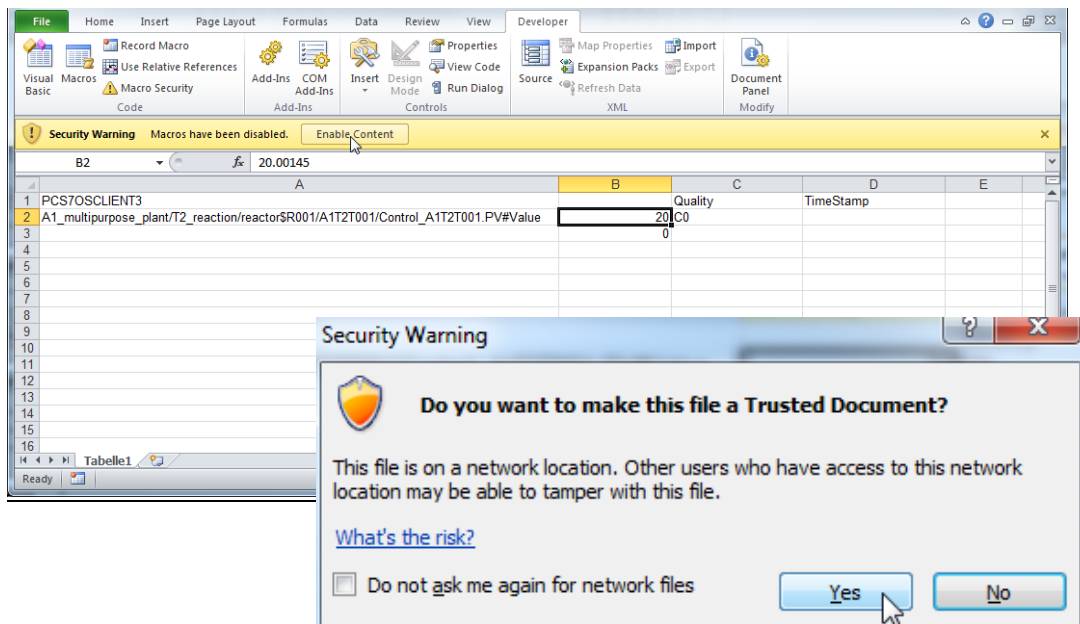 File Home Insert Page Layout Formulas Data Review View Developer
Visual Basic
Macros
Record Macro
Use Relative References
Macro Security
Code
Add-Ins
COM Add-Ins
Add-Ins
Insert
Design Mode
Properties
View Code
Run Dialog
Controls
Source
Map Properties
Expansion Packs
Refresh Data
Import
Export
XML
Document Panel
Modify
Security Warning Macros have been disabled. Enable Content
B2 fx 20.00145
A B C D E
1 PCS7OSCLIENT3 Quality TimeStamp
2 A1_multipurpose_plant/T2_reaction/reactor$R001/A1T2T001/Control_A1T2T001.PV#Value 20 C0
3 0
4
5
6
7
8
9
10
11
12
13
14
15
16
Tabelle1
Ready
Security Warning
Do you want to make this file a Trusted Document?
This file is on a network location. Other users who have access to this network
location may be able to tamper with this file.
What's the risk?
Do not ask me again for network files
Yes No